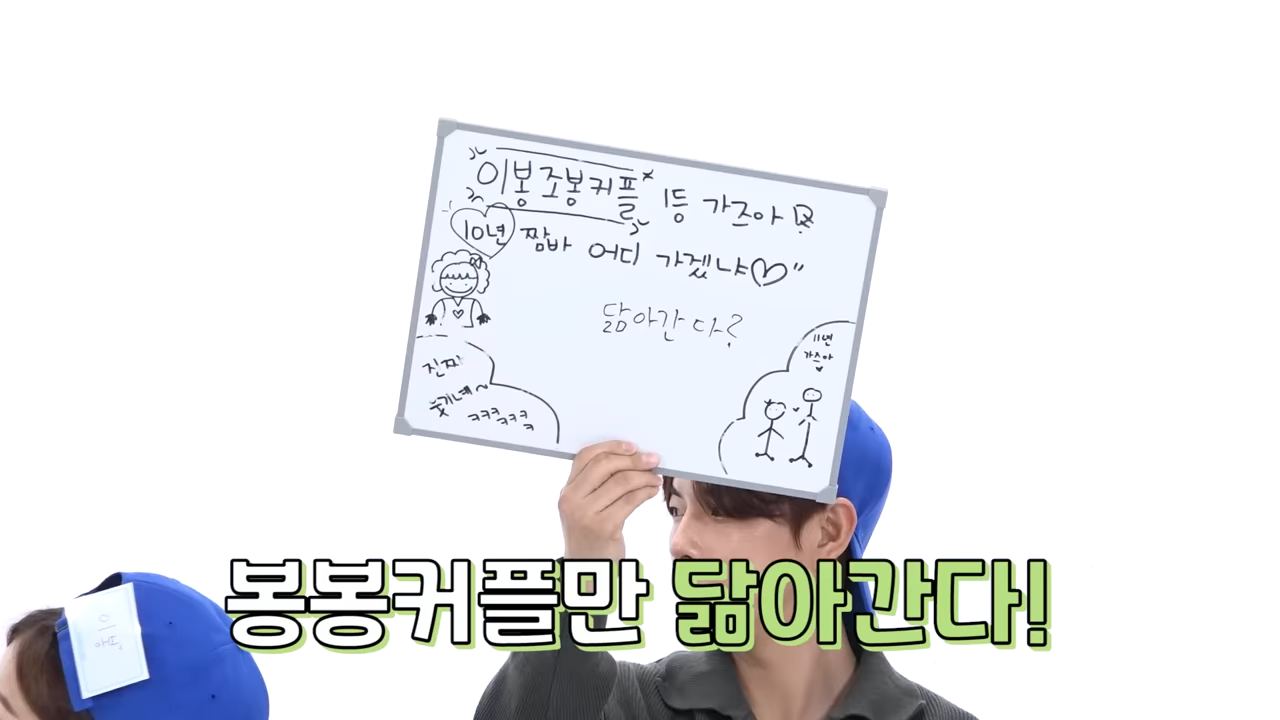 이봉조봉커플 1등 가즈아
10년 짬바 어디 가겠냐♡"
닮아간다?
진짜
웃기네~
ㅋㅋㅋㅋㅋㅋ
11년
가즈아
봉봉커플만 닮아간다!